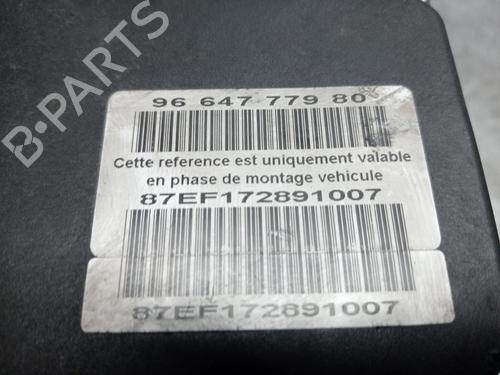 96 647 779 80
Cette reference est uniquement valable
en phase de montage vehicule
87EF172891007
87EF172891007
B-PARTS